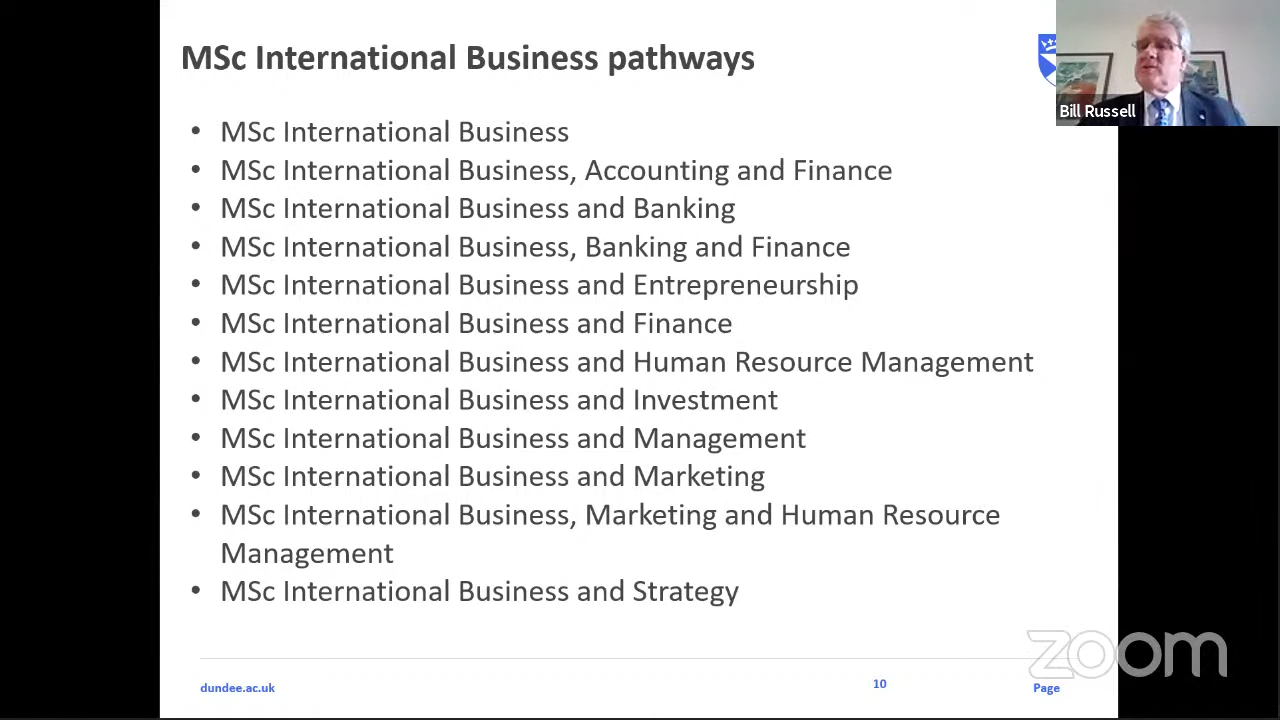 MSc International Business pathways
Bill Russell
• MSc International Business
• MSc International Business, Accounting and Finance
• MSc International Business and Banking
• MSc International Business, Banking and Finance
• MSc International Business and Entrepreneurship
• MSc International Business and Finance
• MSc International Business and Human Resource Management
• MSc International Business and Investment
• MSc International Business and Management
• MSc International Business and Marketing
• MSc International Business, Marketing and Human Resource
Management
• MSc International Business and Strategy
zoom
dundee.ac.uk
10
Page